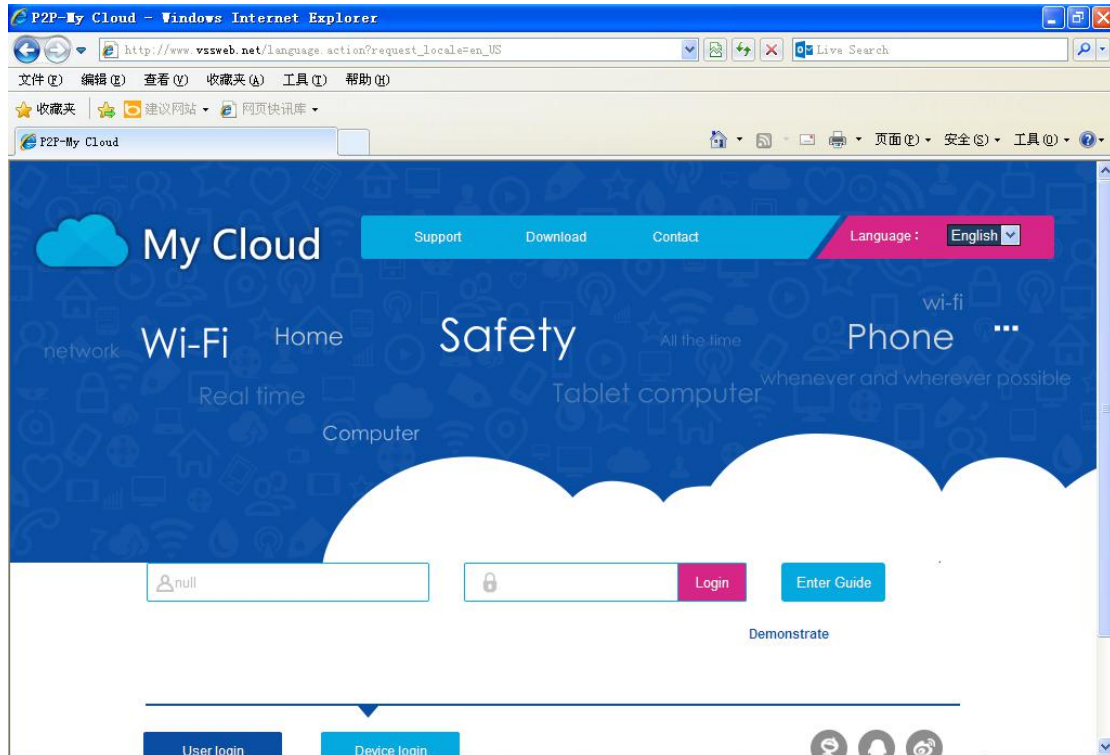 P2P-My Cloud - Windows Internet Explorer
http://www.vssweb.net/language.action?request_locale=en_US
Live Search
文件(F) 编辑(E) 查看(V) 收藏夹(A) 工具(T) 帮助(H)
收藏夹 建议网站 网页快讯库
P2P-My Cloud
页面(P) 安全(S) 工具(O)
My Cloud
Support Download Contact
Language: English
wi-fi
network Wi-Fi Home Safety All the time Phone ...
Real time Tablet computer whenever and wherever possible
Computer
null Login Enter Guide
Demonstrate
User login Device login